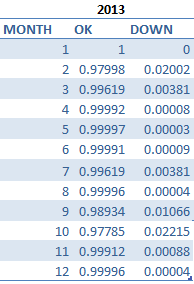 2013
MONTH OK DOWN
1 1 0
2 0.97998 0.02002
3 0.99619 0.00381
4 0.99992 0.00008
5 0.99997 0.00003
6 0.99991 0.00009
7 0.99619 0.00381
8 0.99996 0.00004
9 0.98934 0.01066
10 0.97785 0.02215
11 0.99912 0.00088
12 0.99996 0.00004